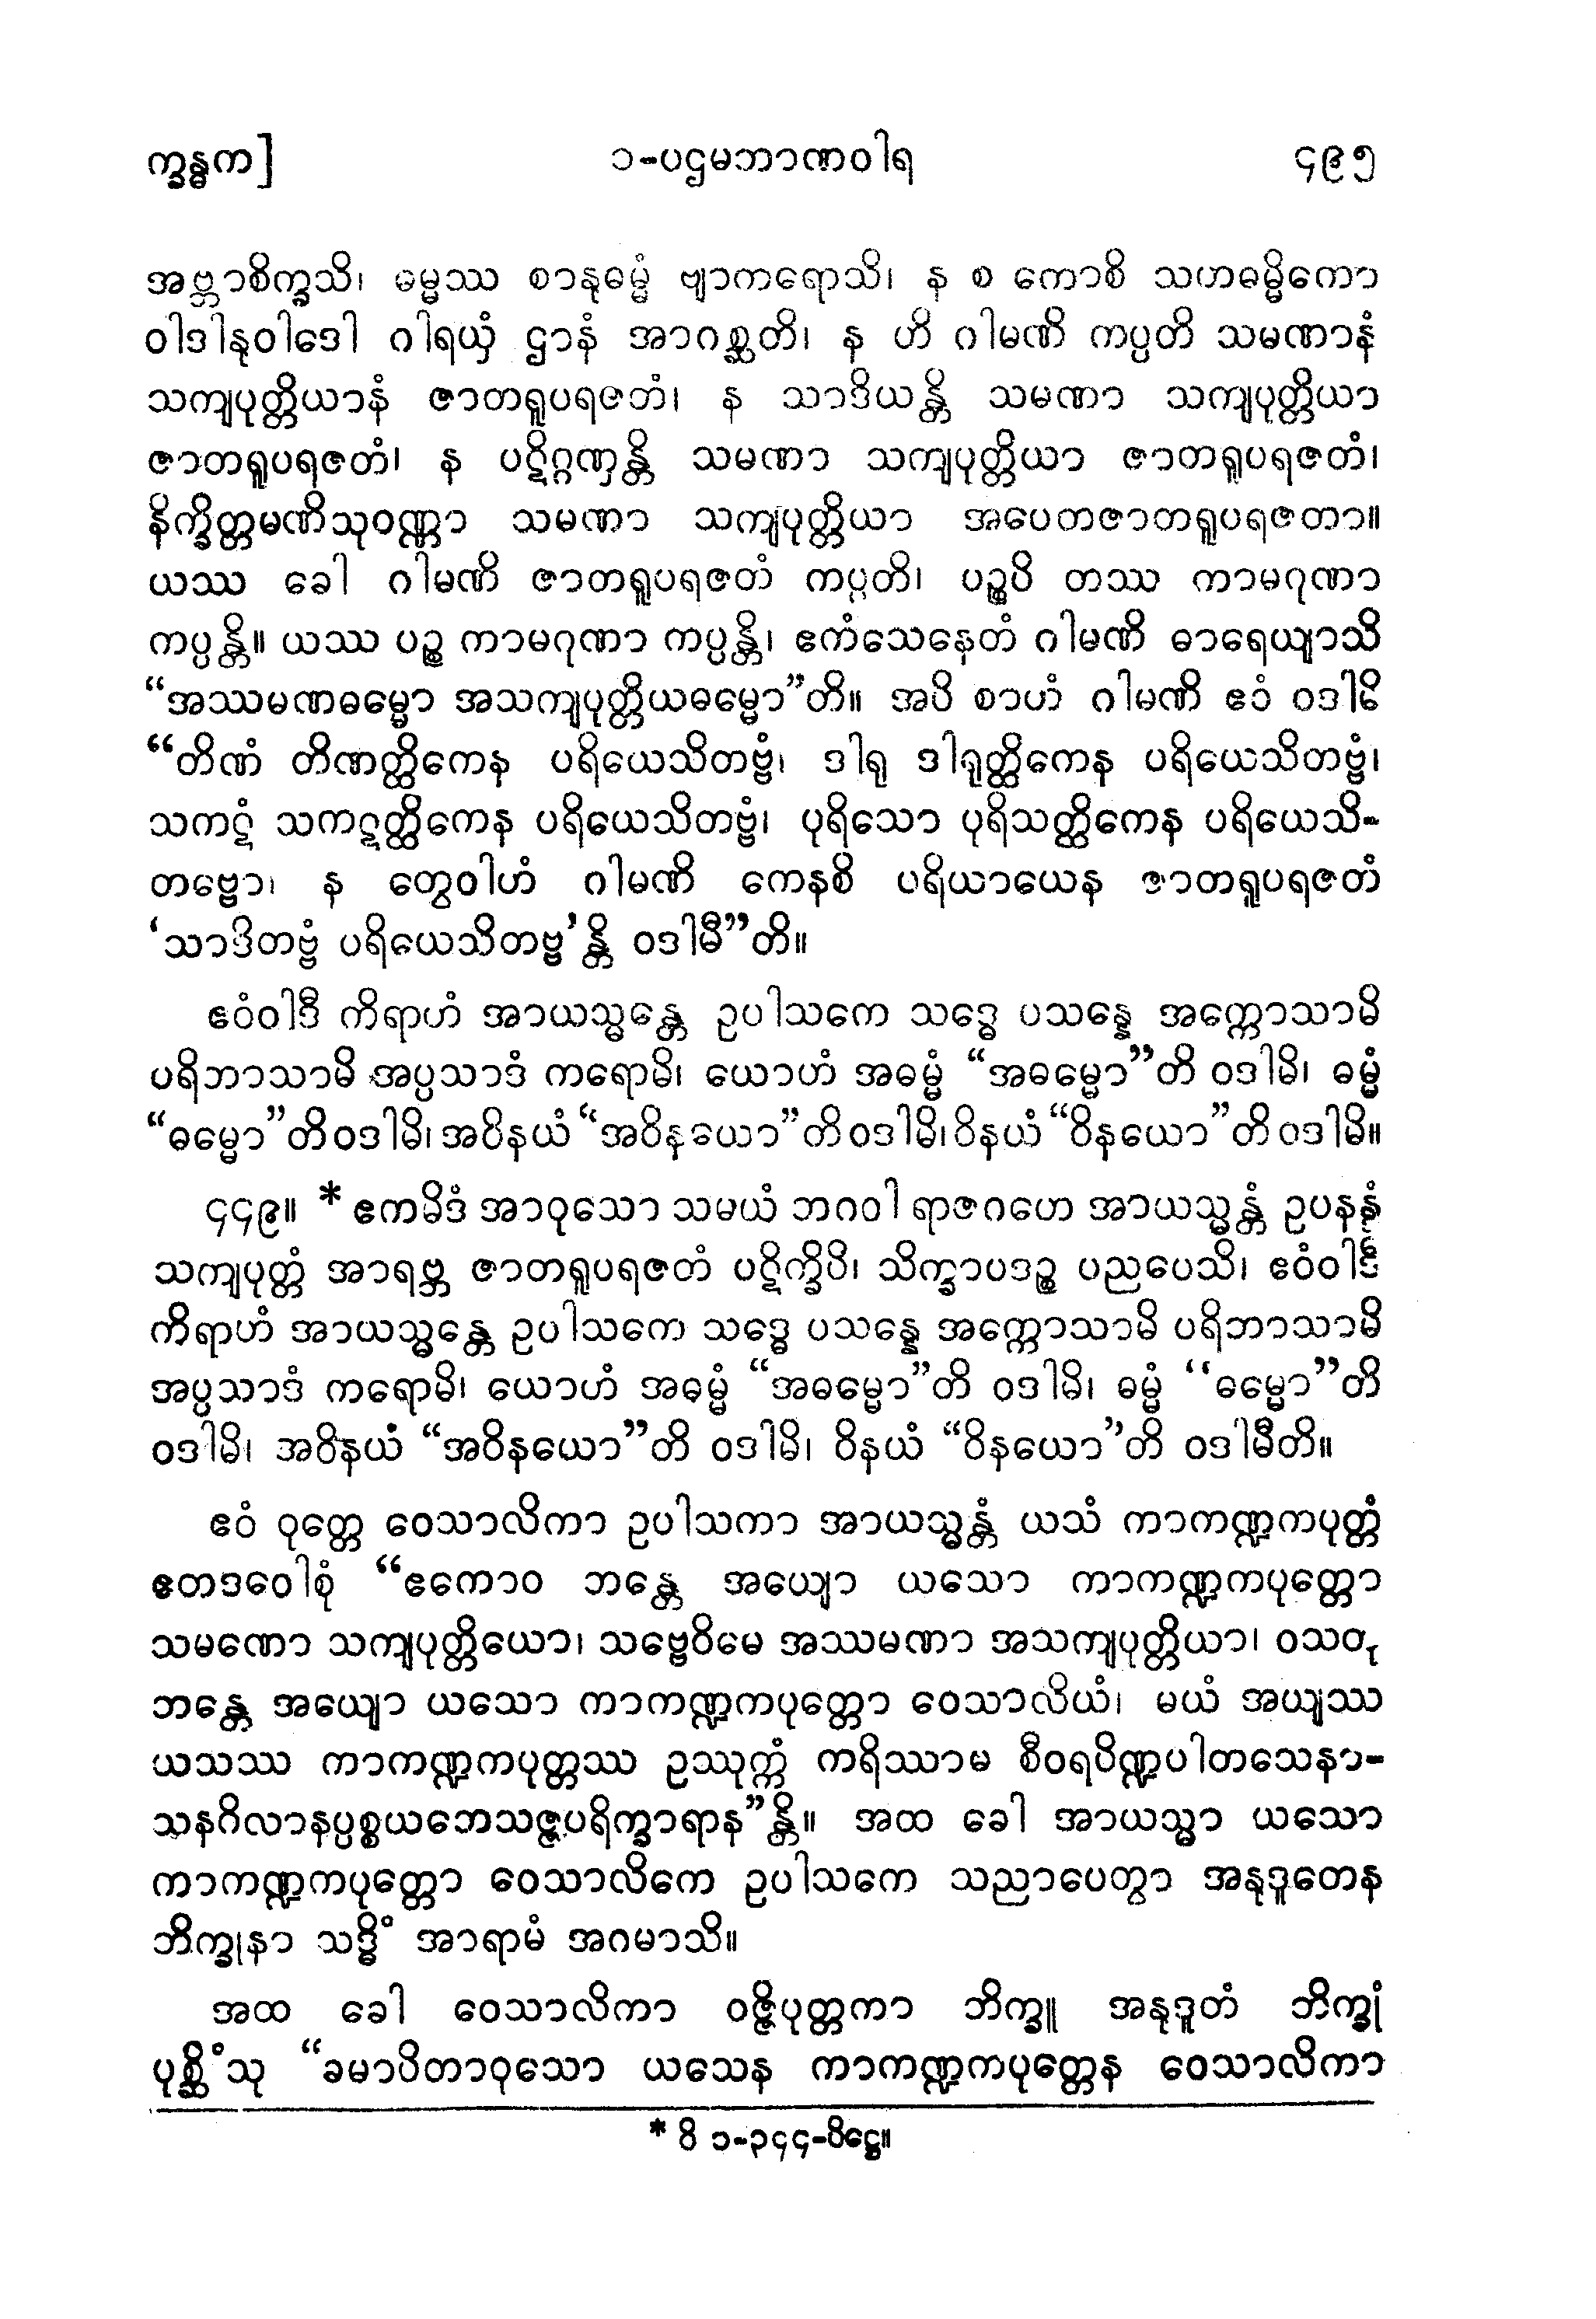 က္ခန္ဓက]
၁-ပဌမဘာဏဝါရ
၄၉၅
အဗ္ဘာစိက္ခသိ၊ ဓမ္မဿ စာနုဓမ္မံ ဗျာကရောသိ၊ န စ ကောစိ သဟဓမ္မိကော
ဝါဒါနုဝါဒေါ ဂါရယှံ ဌာနံ အာဂစ္ဆတိ၊ န ဟိ ဂါမဏိ ကပ္ပတိ သမဏာနံ
သကျပုတ္တိယာနံ ဇာတရူပရဇတံ၊ န သာဒိယန္တိ သမဏာ သကျပုတ္တိယာ
ဇာတရူပရဇတံ၊ န ပဋိဂ္ဂဏှန္တိ သမဏာ သကျပုတ္တိယာ ဇာတရူပရဇတံ၊
နိက္ခိတ္တမဏိသုဝဏ္ဏာ သမဏာ သကျပုတ္တိယာ အပေတဇာတရူပရဇတာ။
ယဿ ခေါ ဂါမဏိ ဇာတရူပရဇတံ ကပ္ပတိ၊ ပဉ္စပိ တဿ ကာမဂုဏာ
ကပ္ပန္တိ။ ယဿ ပဉ္စ ကာမဂုဏာ ကပ္ပန္တိ၊ ဧကံသေနေတံ ဂါမဏိ ဓာရေယျာသိ
“အဿမဏဓမ္မော အသကျပုတ္တိယဓမ္မော”တိ။ အပိ စာဟံ ဂါမဏိ ဧဝံ ဝဒါမိ
“တိဏံ တိဏတ္ထိကေန ပရိယေသိတဗ္ဗံ၊ ဒါရု ဒါရုတ္ထိကေန ပရိယေသိတဗ္ဗံ၊
သကဋံ သကဋတ္ထိကေန ပရိယေသိတဗ္ဗံ၊ ပုရိသော ပုရိသတ္ထိကေန ပရိယေသိ-
တဗ္ဗော၊ န တွေဝါဟံ ဂါမဏိ ကေနစိ ပရိယာယေန ဇာတရူပရဇတံ
‘သာဒိတဗ္ဗံ ပရိယေသိတဗ္ဗ’န္တိ ဝဒါမီ”တိ။
ဧဝံဝါဒီ ကိရာဟံ အာယသ္မန္တေ ဥပါသကေ သဒ္ဓေ ပသန္နေ အက္ကောသာမိ
ပရိဘာသာမိ အပ္ပသာဒံ ကရောမိ၊ ယောဟံ အဓမ္မံ “အဓမ္မော”တိ ဝဒါမိ၊ ဓမ္မံ
“ဓမ္မော”တိ ဝဒါမိ၊ အဝိနယံ “အဝိနယော”တိ ဝဒါမိ၊ ဝိနယံ “ဝိနယော”တိ ဝဒါမိ။
၄၄၉။ * ဧကမိဒံ အာဝုသော သမယံ ဘဂဝါ ရာဇဂဟေ အာယသ္မန္တံ ဥပနန္ဒံ
သကျပုတ္တံ အာရဗ္ဘ ဇာတရူပရဇတံ ပဋိက္ခိပိ၊ သိက္ခာပဒဉ္စ ပညပေသိ၊ ဧဝံဝါဒီ
ကိရာဟံ အာယသ္မန္တေ ဥပါသကေ သဒ္ဓေ ပသန္နေ အက္ကောသာမိ ပရိဘာသာမိ
အပ္ပသာဒံ ကရောမိ၊ ယောဟံ အဓမ္မံ “အဓမ္မော”တိ ဝဒါမိ၊ ဓမ္မံ “ဓမ္မော”တိ
ဝဒါမိ၊ အဝိနယံ “အဝိနယော”တိ ဝဒါမိ၊ ဝိနယံ “ဝိနယော”တိ ဝဒါမီတိ။
ဧဝံ ဝုတ္တေ ဝေသာလိကာ ဥပါသကာ အာယသ္မန္တံ ယသံ ကာကဏ္ဍကပုတ္တံ
ဧတဒဝေါစုံ “ဧကောဝ ဘန္တေ အယျော ယသော ကာကဏ္ဍကပုတ္တော
သမဏော သကျပုတ္တိယော၊ သဗ္ဗေဝိမေ အဿမဏာ အသကျပုတ္တိယာ၊ ဝသတု
ဘန္တေ အယျော ယသော ကာကဏ္ဍကပုတ္တော ဝေသာလိယံ၊ မယံ အယျဿ
ယသဿ ကာကဏ္ဍကပုတ္တဿ ဥဿုက္ကံ ကရိဿာမ စီဝရပိဏ္ဍပါတသေနာ-
သနဂိလာနပ္ပစ္စယဘေသဇ္ဇပရိက္ခာရာန”န္တိ။ အထ ခေါ အာယသ္မာ ယသော
ကာကဏ္ဍကပုတ္တော ဝေသာလိကေ ဥပါသကေ သညာပေတွာ အနုဒူတေန
ဘိက္ခုနာ သဒ္ဓိံ အာရာမံ အဂမာသိ။
အထ ခေါ ဝေသာလိကာ ဝဇ္ဇိပုတ္တကာ ဘိက္ခူ အနုဒူတံ ဘိက္ခုံ
ပုစ္ဆိံသု “ခမာပိတာဝုသော ယသေန ကာကဏ္ဍကပုတ္တေန ဝေသာလိကာ
* ဝိ ၁-၃၄၄-ပိဋ္ဌေ။